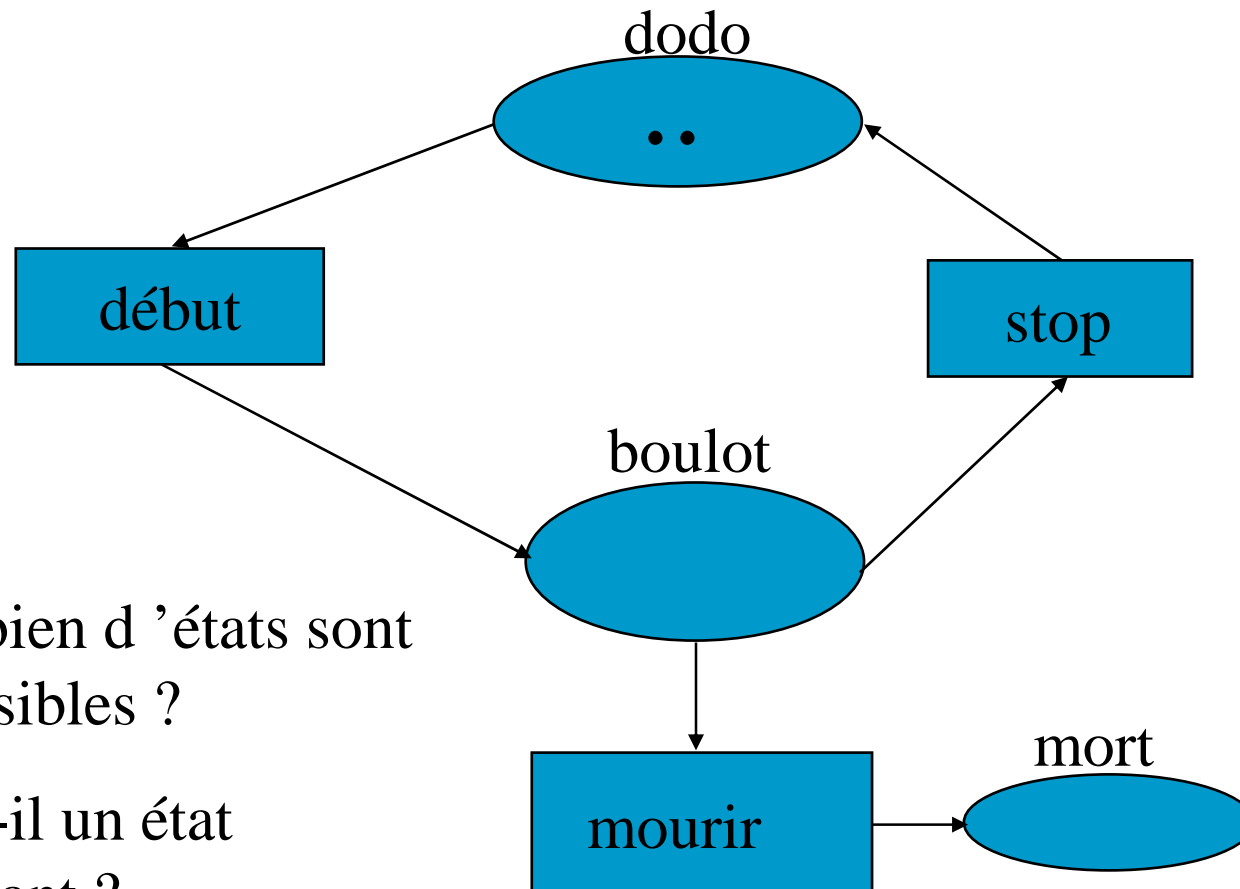 dodo
..
début
stop
boulot
bien d ’états sont
sibles ?
mort
-il un état
mourir